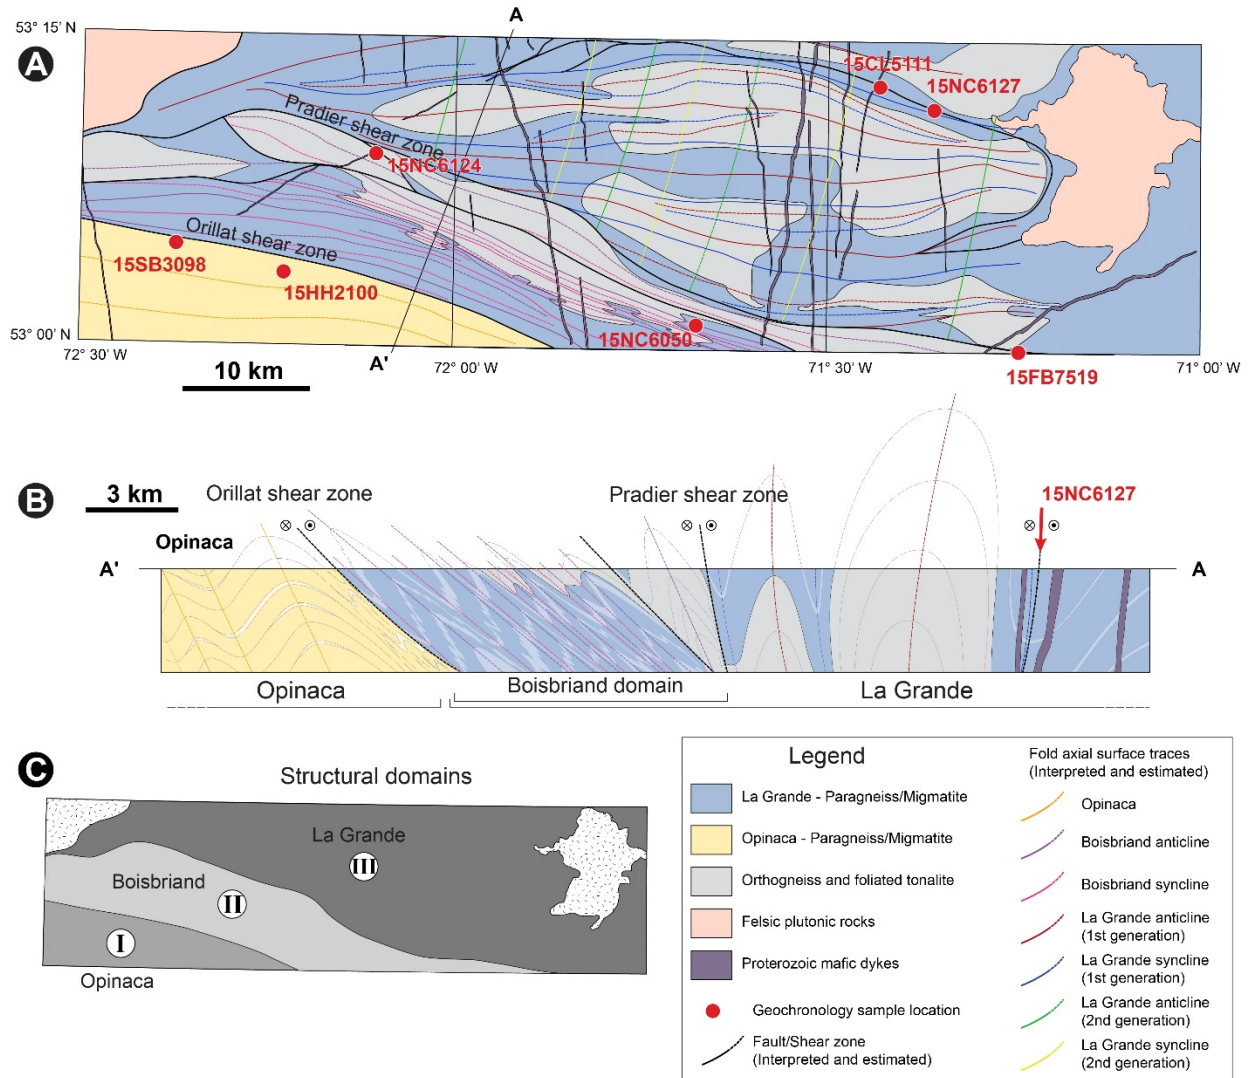 53° 15' N
A
A
15CL5111
15NC6127
Pradier shear zone
15NC6124
Orillat shear zone
15SB3098
15HH2100
15NC6050
15FB7519
53° 00' N
72° 30' W
72° 00' W
71° 30' W
71° 00' W
A'
10 km
B
3 km
Orillat shear zone
Pradier shear zone
15NC6127
Opinaca
A'
A
Opinaca
Boisbriand domain
La Grande
C
Structural domains
La Grande
III
Boisbriand
II
I
Opinaca
Legend
La Grande - Paragneiss/Migmatite
Opinaca - Paragneiss/Migmatite
Orthogneiss and foliated tonalite
Felsic plutonic rocks
Proterozoic mafic dykes
Geochronology sample location
Fault/Shear zone
(Interpreted and estimated)
Fold axial surface traces
(Interpreted and estimated)
Opinaca
Boisbriand anticline
Boisbriand syncline
La Grande anticline
(1st generation)
La Grande syncline
(1st generation)
La Grande anticline
(2nd generation)
La Grande syncline
(2nd generation)